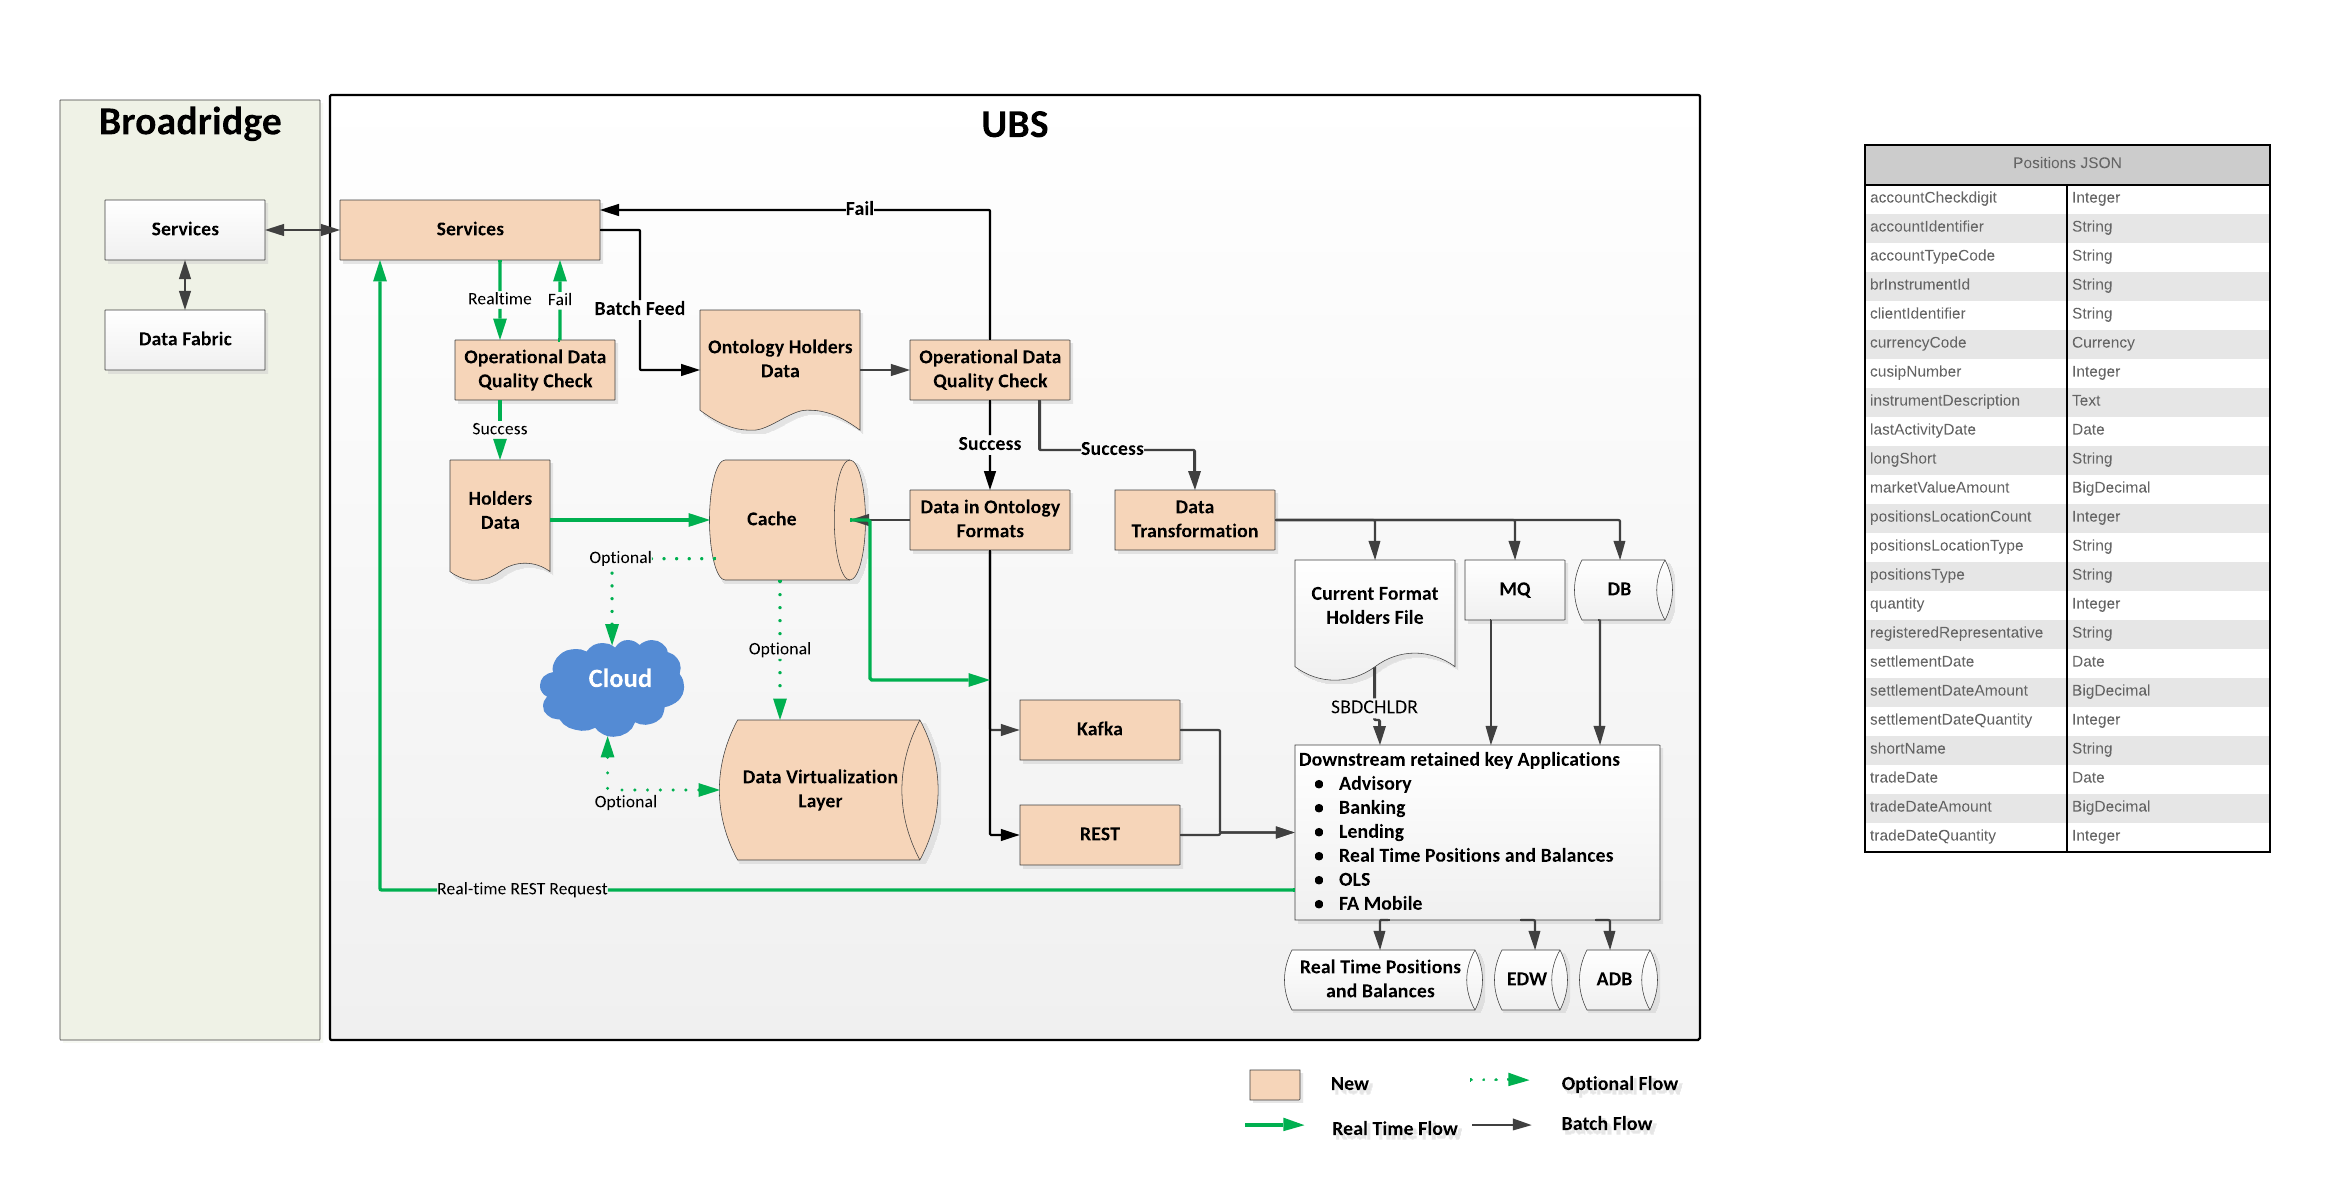 Broadridge
UBS
Services
Data Fabric
Services
Fail
Realtime
Fail
Batch Feed
Operational Data
Quality Check
Ontology Holders
Data
Operational Data
Quality Check
Success
Success
Success
Holders
Data
Cache
Data in Ontology
Formats
Data
Transformation
Optional
Current Format
Holders File
MQ
DB
Optional
Cloud
SBDCHLDR
Kafka
Data Virtualization
Layer
Optional
REST
Downstream retained key Applications
● Advisory
● Banking
● Lending
● Real Time Positions and Balances
● OLS
● FA Mobile
Real-time REST Request
Real Time Positions
and Balances
EDW
ADB
New
Optional Flow
Real Time Flow
Batch Flow
Positions JSON
accountCheckdigit Integer
accountIdentifier String
accountTypeCode String
brInstrumentId String
clientIdentifier String
currencyCode Currency
cusipNumber Integer
instrumentDescription Text
lastActivityDate Date
longShort String
marketValueAmount BigDecimal
positionsLocationCount Integer
positionsLocationType String
positionsType String
quantity Integer
registeredRepresentative String
settlementDate Date
settlementDateAmount BigDecimal
settlementDateQuantity Integer
shortName String
tradeDate Date
tradeDateAmount BigDecimal
tradeDateQuantity Integer